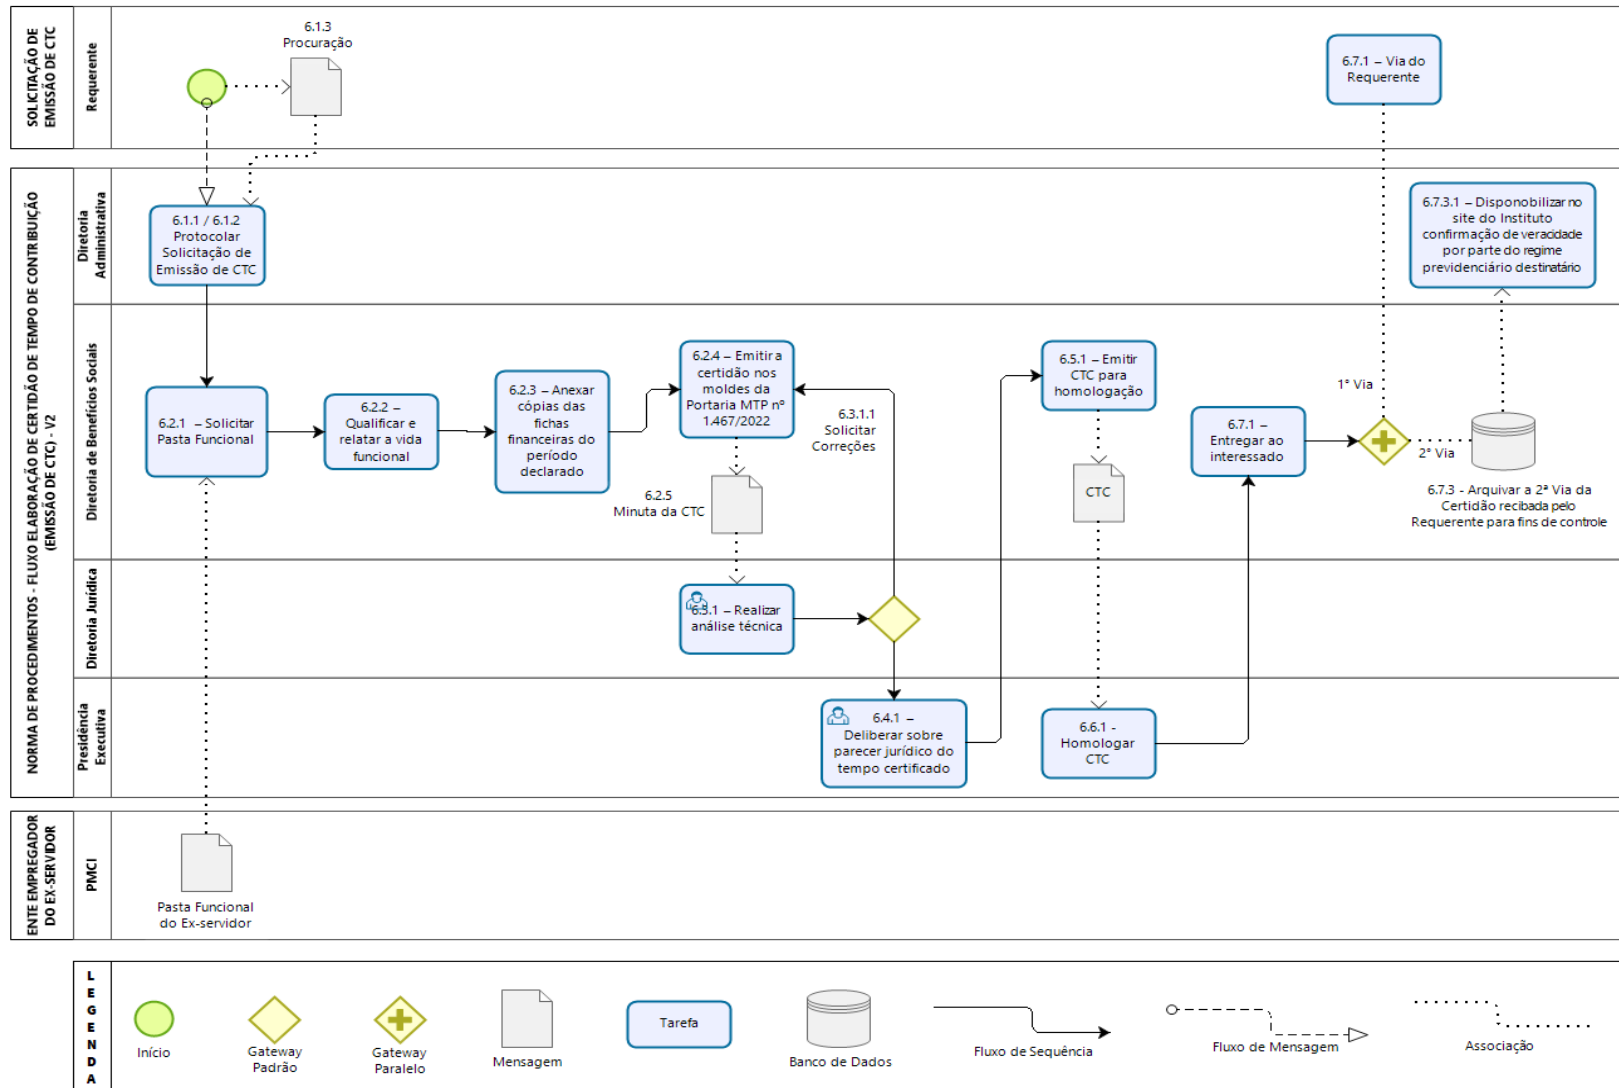 SOLICITAÇÃO DE
EMISSÃO DE CTC
Requerente
6.1.3
Procuração
6.7.1 – Via do
Requerente
NORMA DE PROCEDIMENTOS - FLUXO ELABORAÇÃO DE CERTIDÃO DE TEMPO DE CONTRIBUIÇÃO
(EMISSÃO DE CTC) - V2
Diretoria
Administrativa
6.1.1 / 6.1.2
Protocolar
Solicitação de
Emissão de CTC
6.7.3.1 – Disponobilizar no
site do Instituto
confirmação de veracidade
por parte do regime
previdenciário destinatário
Diretoria de Benefícios Sociais
6.2.1 – Solicitar
Pasta Funcional
6.2.2 –
Qualificar e
relatar a vida
funcional
6.2.3 – Anexar
cópias das
fichas
financeiras do
período
declarado
6.2.4 – Emitir a
certidão nos
moldes da
Portaria MTP nº
1.467/2022
6.2.5
Minuta da CTC
6.3.1.1
Solicitar
Correções
6.5.1 – Emitir
CTC para
homologação
CTC
6.7.1 –
Entregar ao
interessado
1° Via
2° Via
6.7.3 - Arquivar a 2ª Via da
Certidão recibada pelo
Requerente para fins de controle
Diretoria Jurídica
6.3.1 – Realizar
análise técnica
Presidência
Executiva
6.4.1 –
Deliberar sobre
parecer jurídico do
tempo certificado
6.6.1 -
Homologar
CTC
ENTE EMPREGADOR
DO EX-SERVIDOR
PMCI
Pasta Funcional
do Ex-servidor
LEGENDA
Início
Gateway
Padrão
Gateway
Paralelo
Mensagem
Tarefa
Banco de Dados
Fluxo de Sequência
Fluxo de Mensagem
Associação